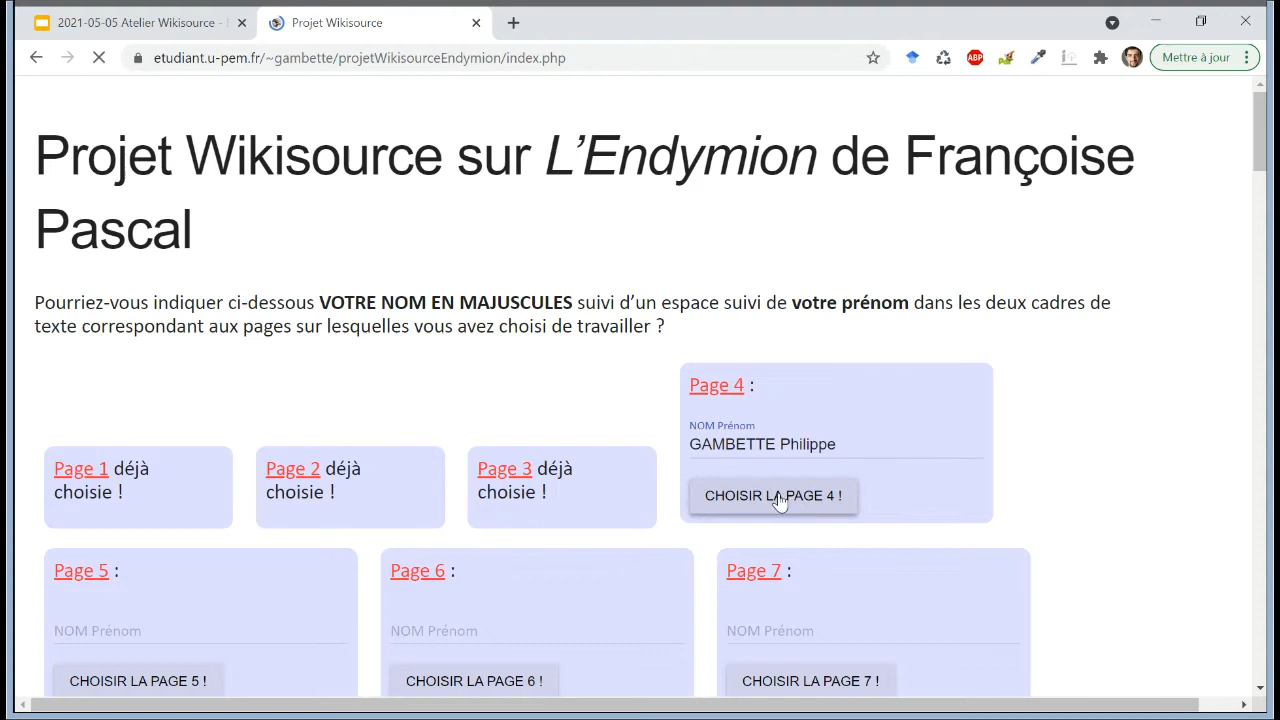 2021-05-05 Atelier Wikisource -
Projet Wikisource
etudiant.u-pem.fr/~gambette/projetWikisourceEndymion/index.php
ABP
Mettre à jour
Projet Wikisource sur L’Endymion de Françoise
Pascal
Pourriez-vous indiquer ci-dessous VOTRE NOM EN MAJUSCULES suivi d’un espace suivi de votre prénom dans les deux cadres de
texte correspondant aux pages sur lesquelles vous avez choisi de travailler ?
Page 4 :
NOM Prénom
GAMBETTE Philippe
CHOISIR LA PAGE 4 !
Page 1 déjà
choisie !
Page 2 déjà
choisie !
Page 3 déjà
choisie !
Page 5 :
NOM Prénom
CHOISIR LA PAGE 5 !
Page 6 :
NOM Prénom
CHOISIR LA PAGE 6 !
Page 7 :
NOM Prénom
CHOISIR LA PAGE 7 !